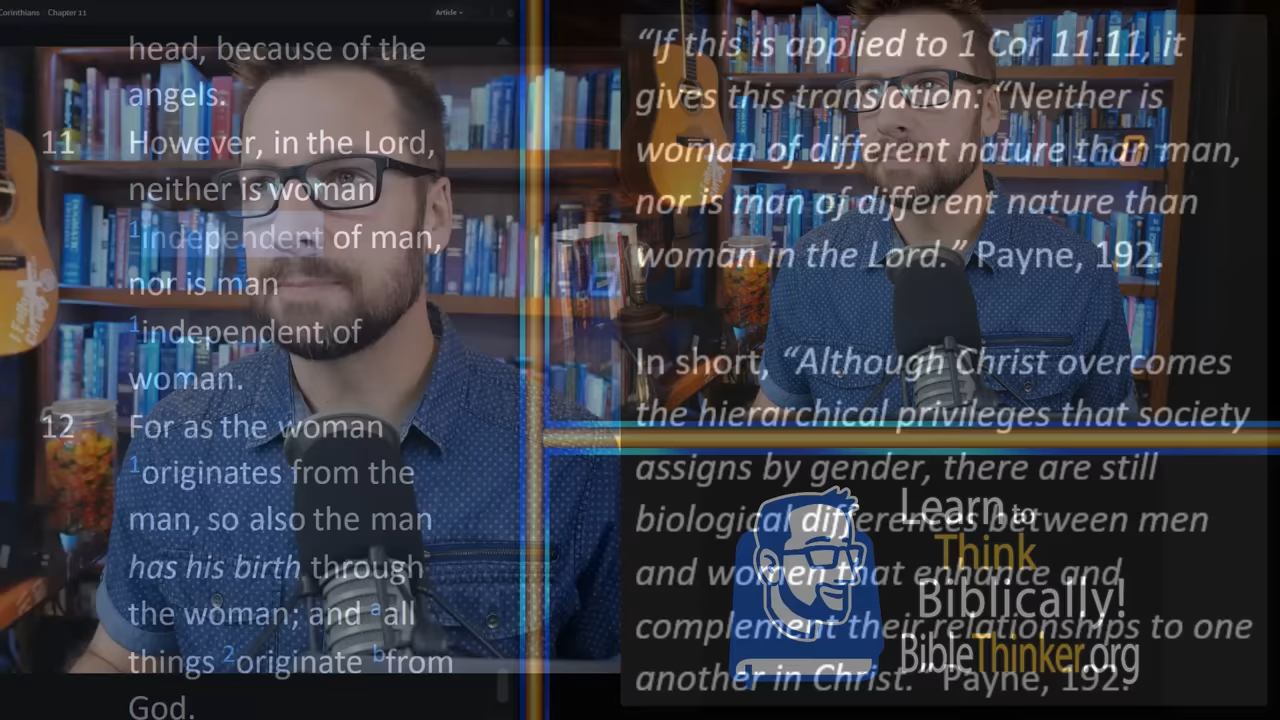 Corinthians Chapter 11
Article
head, because of the
angels.
11 However, in the Lord,
neither is woman
1independent of man,
nor is man
1independent of
woman.
12 For as the woman
1originates from the
man, so also the man
has his birth through
the woman; and a all
things 2originate b from
God.
“If this is applied to 1 Cor 11:11, it
gives this translation: “Neither is
woman of different nature than man,
nor is man of different nature than
woman in the Lord.” Payne, 192.
In short, “Although Christ overcomes
the hierarchical privileges that society
assigns by gender, there are still
biological differences between men
and women that enhance and
complement their relationships to one
another in Christ.” Payne, 192.
Learn to
Think
Biblically!
BibleThinker.org